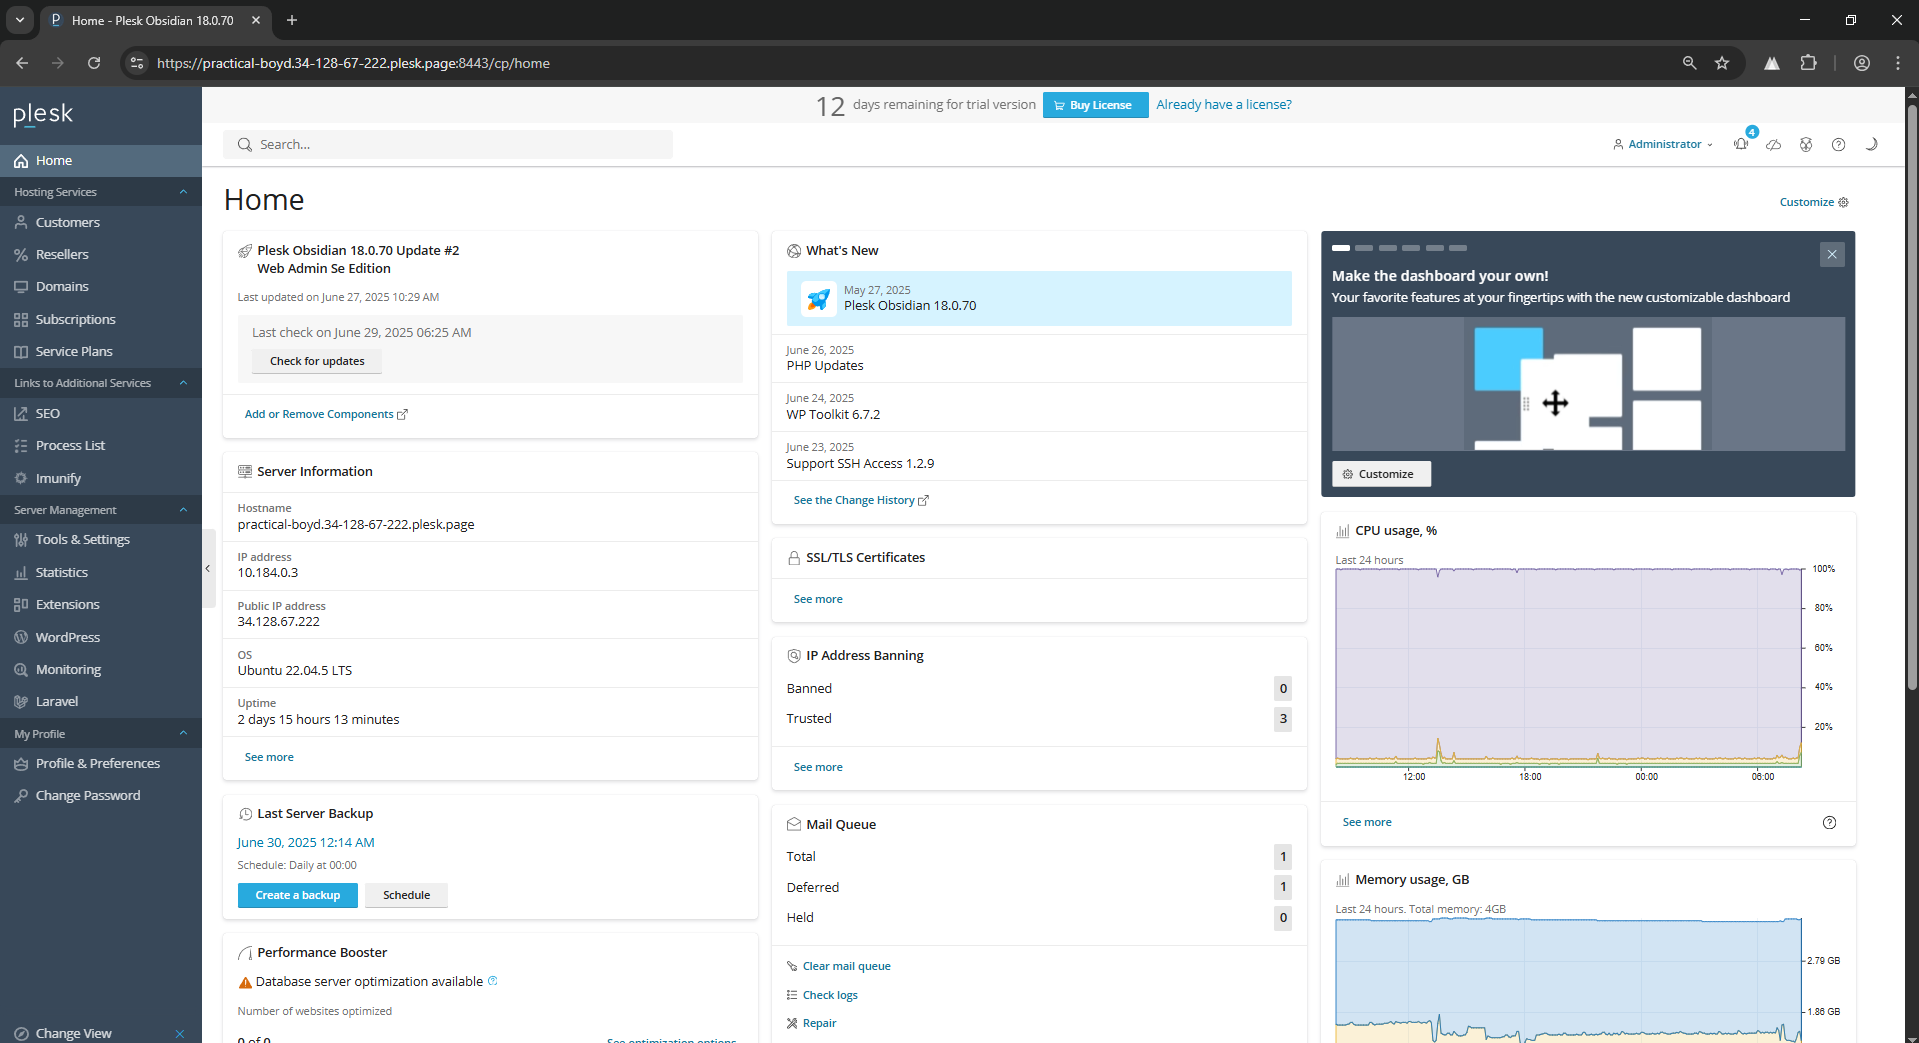 Home - Plesk Obsidian 18.0.70
https://practical-boyd.34-128-67-222.plesk.page:8443/cp/home
plesk
Home
Hosting Services
Customers
Resellers
Domains
Subscriptions
Service Plans
Links to Additional Services
SEO
Process List
Imunify
Server Management
Tools & Settings
Statistics
Extensions
WordPress
Monitoring
Laravel
My Profile
Profile & Preferences
Change Password
Change View
12 days remaining for trial version Buy License Already have a license?
Search...
Administrator
4
Home
Customize
Plesk Obsidian 18.0.70 Update #2
Web Admin Se Edition
Last updated on June 27, 2025 10:29 AM
Last check on June 29, 2025 06:25 AM
Check for updates
Add or Remove Components
Server Information
Hostname
practical-boyd.34-128-67-222.plesk.page
IP address
10.184.0.3
Public IP address
34.128.67.222
OS
Ubuntu 22.04.5 LTS
Uptime
2 days 15 hours 13 minutes
See more
Last Server Backup
June 30, 2025 12:14 AM
Schedule: Daily at 00:00
Create a backup Schedule
Performance Booster
Database server optimization available
Number of websites optimized
0 of 0 See optimization options
What's New
May 27, 2025
Plesk Obsidian 18.0.70
June 26, 2025
PHP Updates
June 24, 2025
WP Toolkit 6.7.2
June 23, 2025
Support SSH Access 1.2.9
See the Change History
SSL/TLS Certificates
See more
IP Address Banning
Banned 0
Trusted 3
See more
Mail Queue
Total 1
Deferred 1
Held 0
Clear mail queue
Check logs
Repair
Make the dashboard your own!
Your favorite features at your fingertips with the new customizable dashboard
Customize
CPU usage, %
Last 24 hours
100%
80%
60%
40%
20%
12:00 18:00 00:00 06:00
See more
Memory usage, GB
Last 24 hours. Total memory: 4GB
2.79 GB
1.86 GB